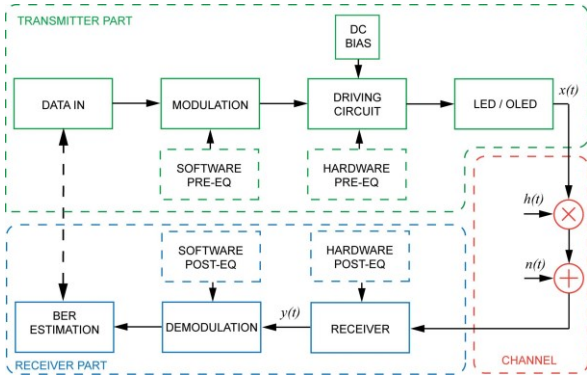 TRANSMITTER PART
DC
BIAS
DATA IN
MODULATION
DRIVING
CIRCUIT
LED / OLED
x(t)
SOFTWARE
PRE-EQ
HARDWARE
PRE-EQ
h(t)
n(t)
SOFTWARE
POST-EQ
HARDWARE
POST-EQ
BER
ESTIMATION
DEMODULATION
y(t)
RECEIVER
RECEIVER PART
CHANNEL